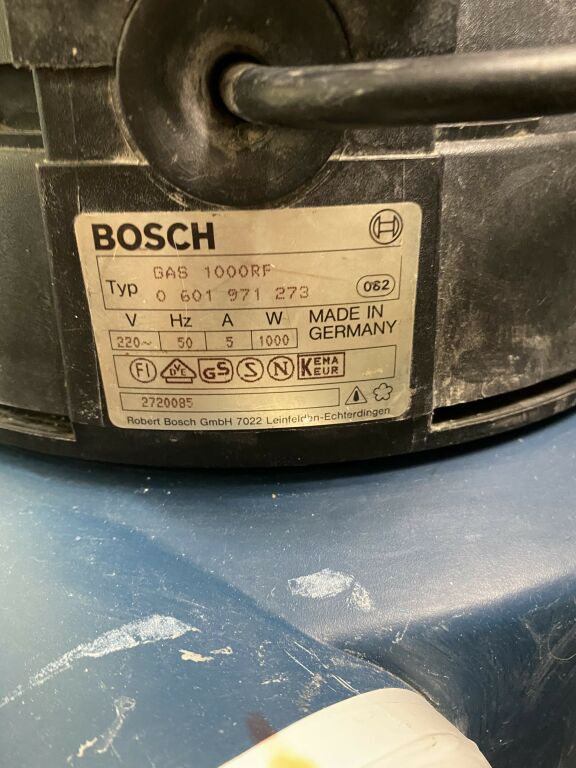 BOSCH
Typ GAS 1000RF
0 601 971 273 062
V Hz A W
220~ 50 5 1000
MADE IN
GERMANY
FI DVE GS S N KEMA KEUR
2720085
Robert Bosch GmbH 7022 Leinfelden-Echterdingen